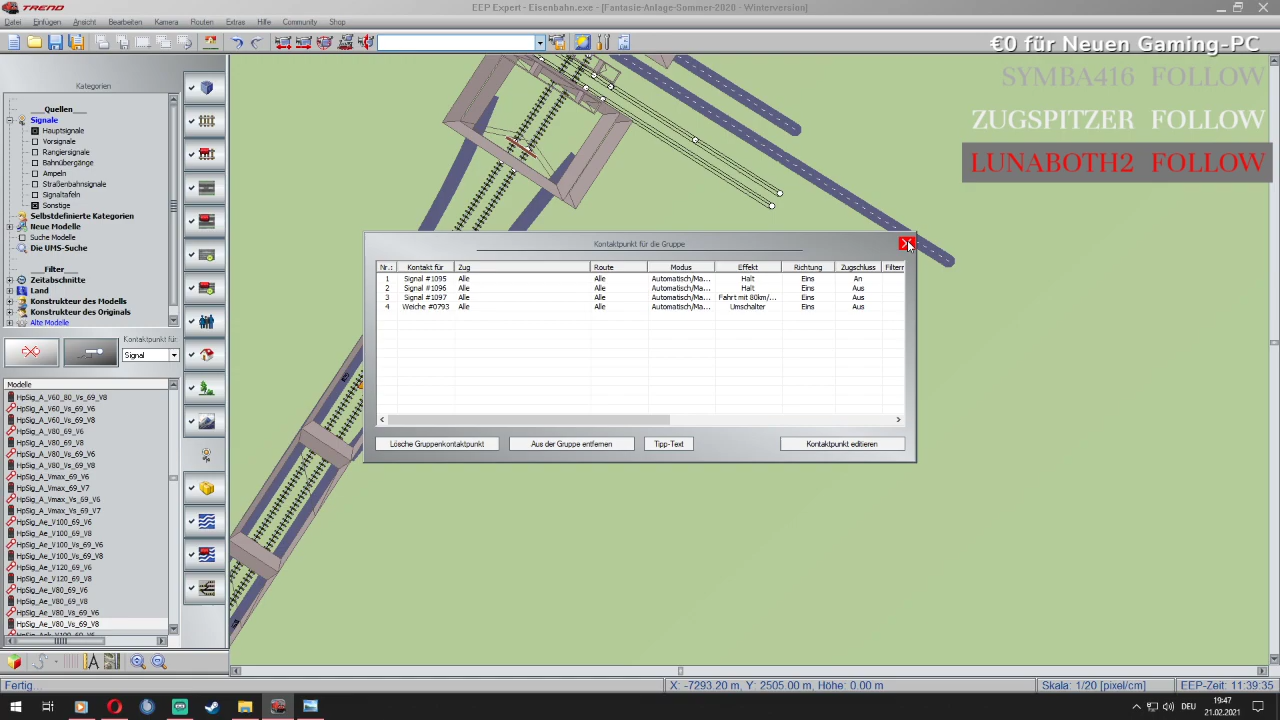 TREND
EEP Expert - Eisenbahn.exe - [Fantasie-Anlage-Sommer-2020 - Winterversion]
Datei Einfügen Ansicht Bearbeiten Kamera Routen Extras Hilfe Community Shop
€0 für Neuen Gaming-PC
SYMBA416 FOLLOW
ZUGSPITZER FOLLOW
LUNABOTH2 FOLLOW
Kategorien
___Quellen___
Signale
Hauptsignale
Vorsignale
Rangiersignale
Bahnübergänge
Ampeln
Straßenbahnsignale
Signaltafeln
Sonstige
Selbstdefinierte Kategorien
Neue Modelle
Suche Modelle
Die UMS-Suche
___Filter___
Zeitabschnitte
Land
Konstrukteure des Modells
Konstrukteure des Originals
Alte Modelle
Kontaktpunkt für:
Signal
Modelle
HpSig_A_V60_80_Vs_69_V8
HpSig_A_V60_Vs_69_V6
HpSig_A_V60_Vs_69_V8
HpSig_A_V80_69_V6
HpSig_A_V80_69_V8
HpSig_A_V80_Vs_69_V6
HpSig_A_V80_Vs_69_V8
HpSig_A_Vmax_69_V6
HpSig_A_Vmax_69_V7
HpSig_A_Vmax_Vs_69_V6
HpSig_A_Vmax_Vs_69_V7
HpSig_Ae_V100_69_V6
HpSig_Ae_V100_69_V8
HpSig_Ae_V100_Vs_69_V6
HpSig_Ae_V100_Vs_69_V8
HpSig_Ae_V120_69_V6
HpSig_Ae_V120_69_V8
HpSig_Ae_V80_69_V6
HpSig_Ae_V80_69_V8
HpSig_Ae_V80_Vs_69_V6
HpSig_Ae_V80_Vs_69_V8
Kontaktpunkt für die Gruppe
Nr.: Kontakt für Zug Route Modus Effekt Richtung Zugschluss Filterr
1 Signal #1095 Alle Alle Automatisch/Ma... Halt Eins An
2 Signal #1096 Alle Alle Automatisch/Ma... Halt Eins Aus
3 Signal #1097 Alle Alle Automatisch/Ma... Fahrt mit 80km/... Eins Aus
4 Weiche #0793 Alle Alle Automatisch/Ma... Umschalter Eins Aus
Lösche Gruppenkontaktpunkt Aus der Gruppe entfernen Tipp-Text Kontaktpunkt editieren
Fertig... X: -7293.20 m, Y: 2505.00 m, Höhe: 0.00 m Skala: 1/20 [pixel/cm] EEP-Zeit: 11:39:35
DEU 19:47
21.02.2021